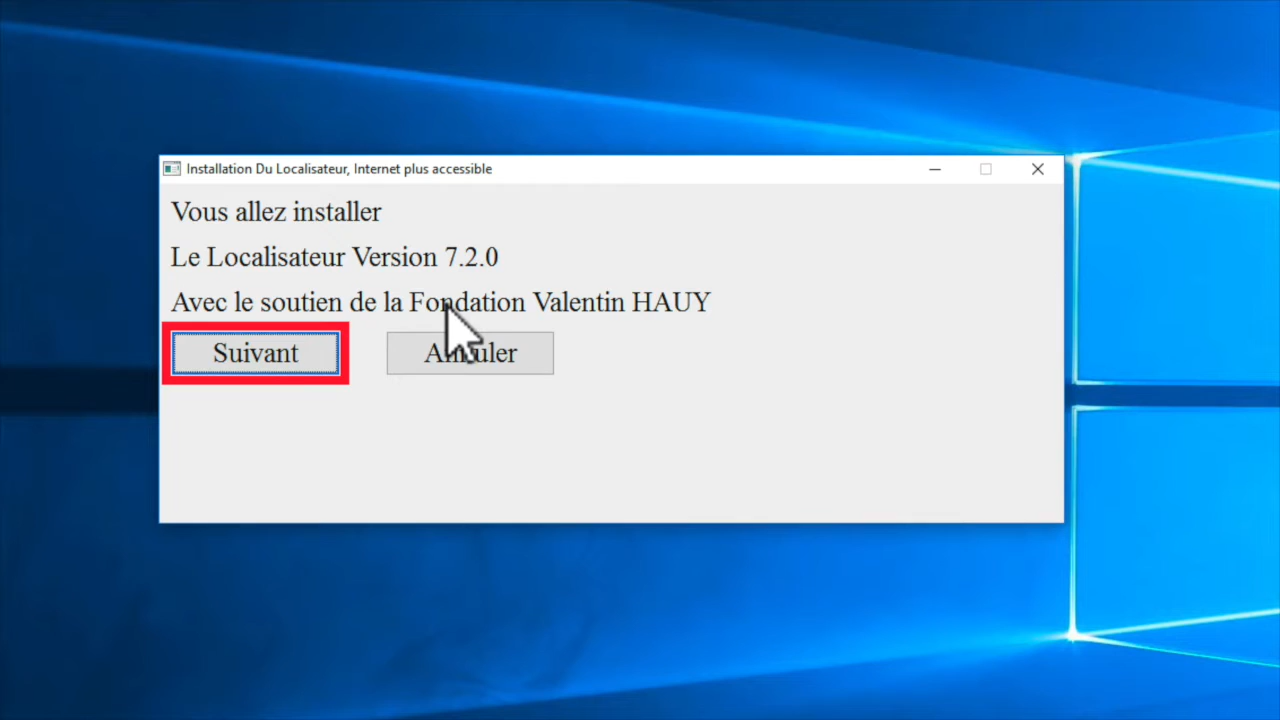 Installation Du Localisateur, Internet plus accessible
Vous allez installer
Le Localisateur Version 7.2.0
Avec le soutien de la Fondation Valentin HAUY
Suivant
Annuler